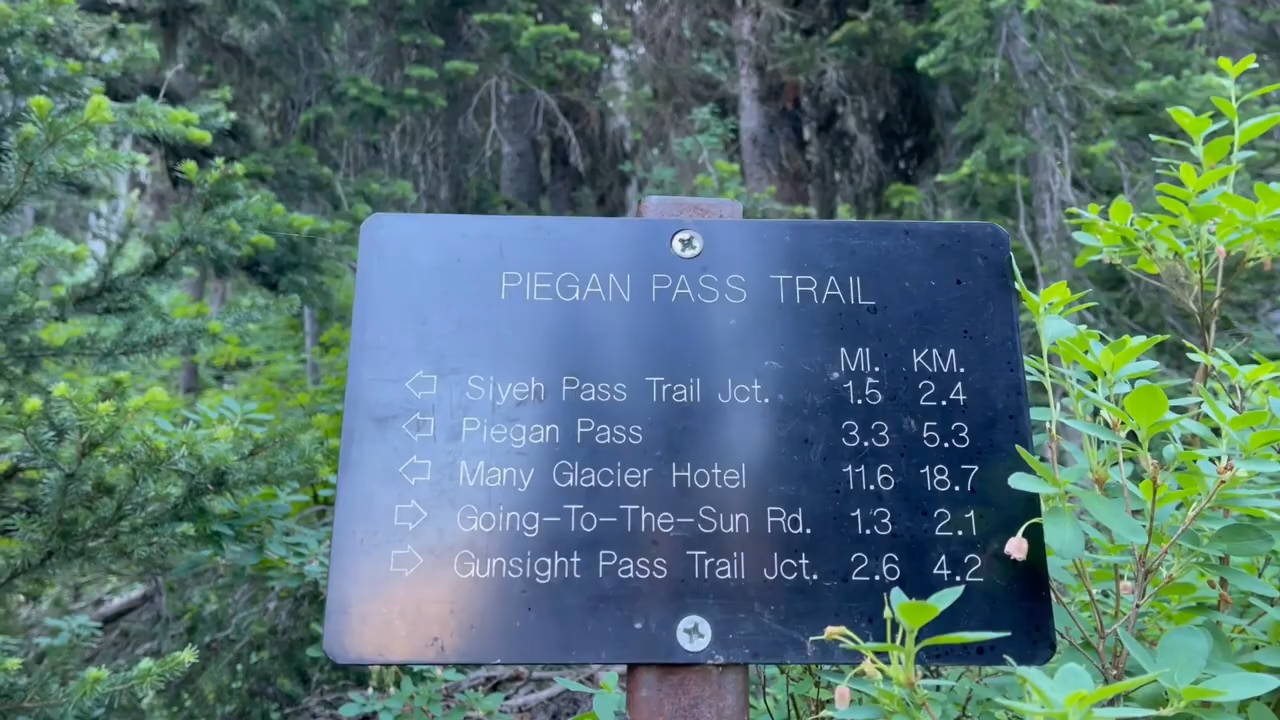 PIEGAN PASS TRAIL
MI. KM.
⇦ Siyeh Pass Trail Jct. 1.5 2.4
⇦ Piegan Pass 3.3 5.3
⇦ Many Glacier Hotel 11.6 18.7
⇨ Going-To-The-Sun Rd. 1.3 2.1
⇨ Gunsight Pass Trail Jct. 2.6 4.2